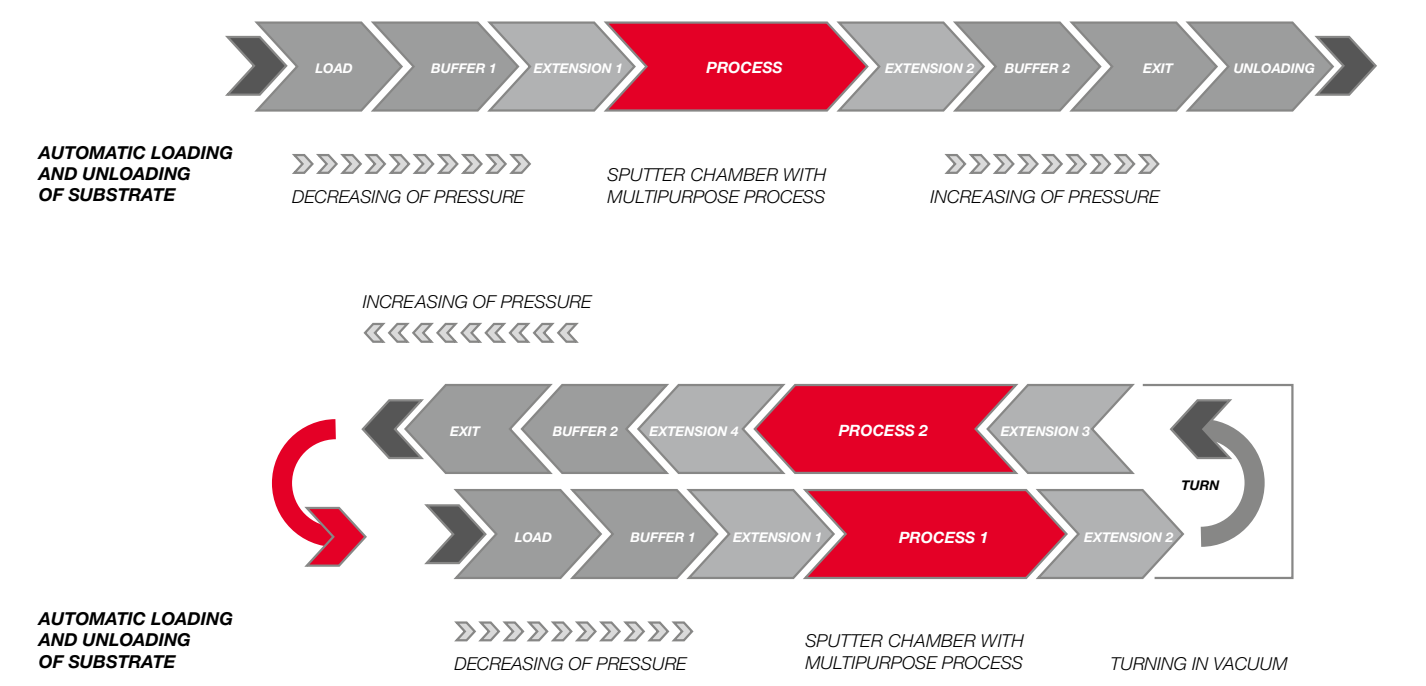 LOAD
BUFFER 1
EXTENSION 1
PROCESS
EXTENSION 2
BUFFER 2
EXIT
UNLOADING
AUTOMATIC LOADING
AND UNLOADING
OF SUBSTRATE
DECREASING OF PRESSURE
SPUTTER CHAMBER WITH
MULTIPURPOSE PROCESS
INCREASING OF PRESSURE
INCREASING OF PRESSURE
EXIT
BUFFER 2
EXTENSION 4
PROCESS 2
EXTENSION 3
TURN
LOAD
BUFFER 1
EXTENSION 1
PROCESS 1
EXTENSION 2
AUTOMATIC LOADING
AND UNLOADING
OF SUBSTRATE
DECREASING OF PRESSURE
SPUTTER CHAMBER WITH
MULTIPURPOSE PROCESS
TURNING IN VACUUM